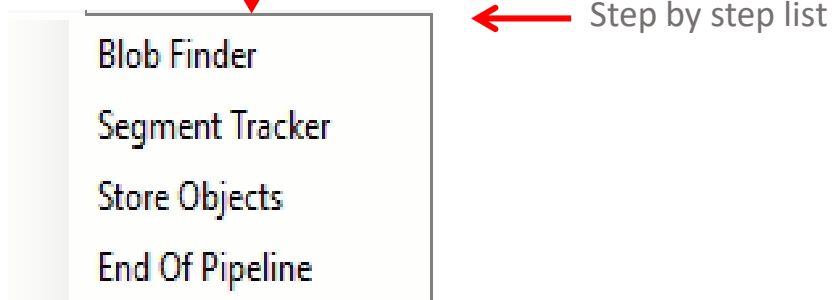 Step by step list
Blob Finder
Segment Tracker
Store Objects
End Of Pipeline